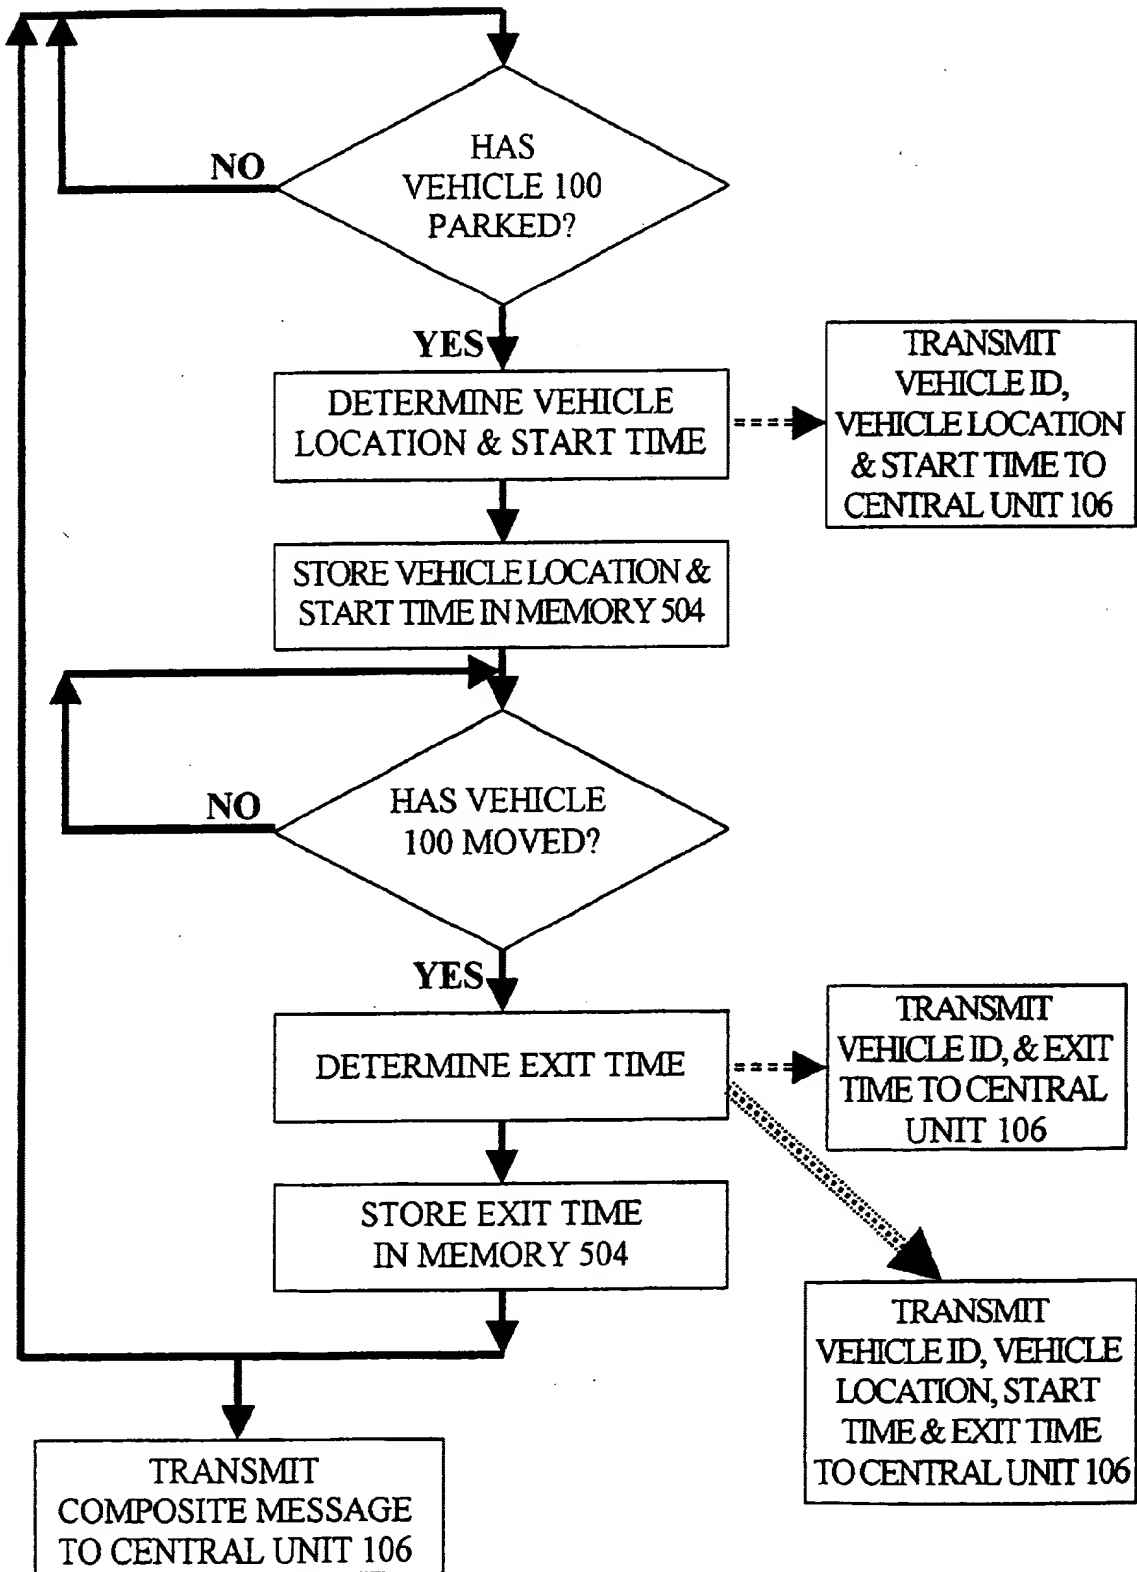 HAS
VEHICLE 100
PARKED?
NO
YES
DETERMINE VEHICLE
LOCATION & START TIME
TRANSMIT
VEHICLE ID,
VEHICLE LOCATION
& START TIME TO
CENTRAL UNIT 106
STORE VEHICLE LOCATION &
START TIME IN MEMORY 504
HAS VEHICLE
100 MOVED?
NO
YES
DETERMINE EXIT TIME
TRANSMIT
VEHICLE ID, & EXIT
TIME TO CENTRAL
UNIT 106
STORE EXIT TIME
IN MEMORY 504
TRANSMIT
VEHICLE ID, VEHICLE
LOCATION, START
TIME & EXIT TIME
TO CENTRAL UNIT 106
TRANSMIT
COMPOSITE MESSAGE
TO CENTRAL UNIT 106